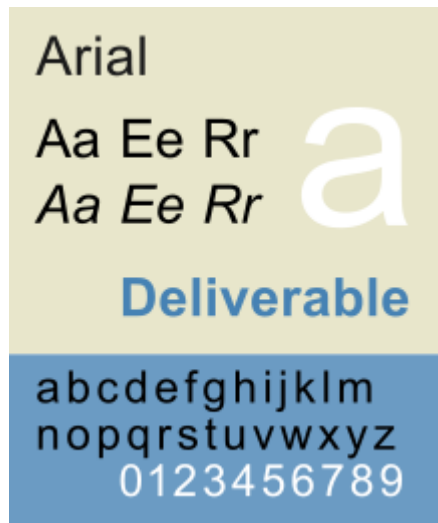 Arial
Aa Ee Rr
Aa Ee Rr
a
Deliverable
abcdefghijklm
nopqrstuvwxyz
0123456789